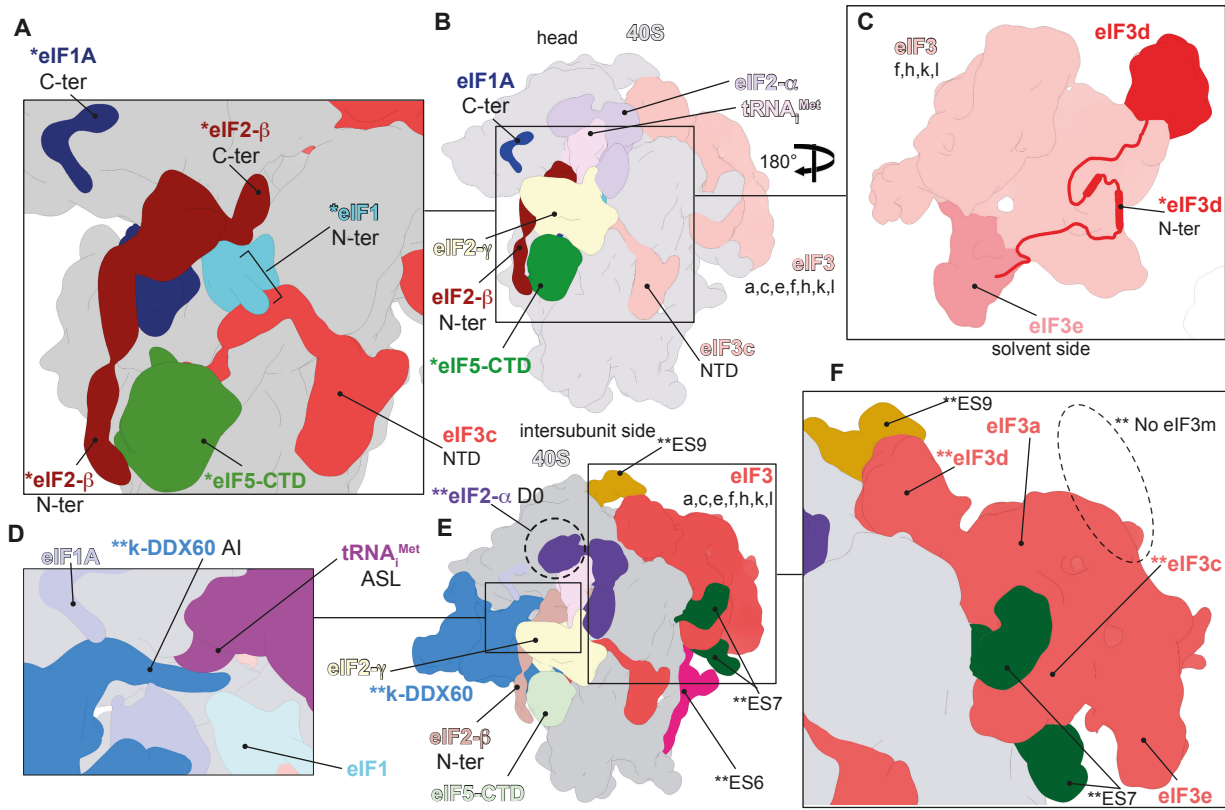 A
*eIF1A
C-ter
*eIF2-β
C-ter
*eIF1
N-ter
*eIF2-β
N-ter
*eIF5-CTD
eIF3c
NTD
B
head
40S
eIF1A
C-ter
eIF2-α
tRNAiMet
eIF2-γ
eIF2-β
N-ter
*eIF5-CTD
eIF3
a,c,e,f,h,k,l
eIF3c
NTD
180°
C
eIF3
f,h,k,l
eIF3d
*eIF3d
N-ter
eIF3e
solvent side
D
eIF1A
**k-DDX60 AI
tRNAiMet
ASL
eIF1
E
intersubunit side
40S
**ES9
**eIF2-α D0
eIF3
a,c,e,f,h,k,l
eIF2-γ
**k-DDX60
eIF2-β
N-ter
eIF5-CTD
**ES7
**ES6
F
**ES9
eIF3a
** No eIF3m
**eIF3d
**eIF3c
**ES7
eIF3e